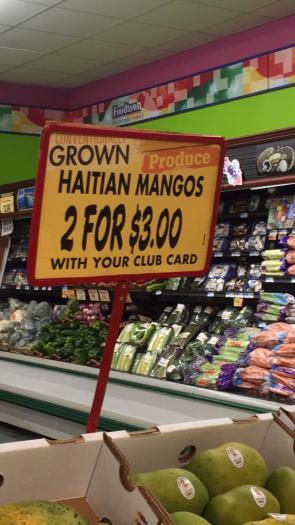 Foodtown
CONVENTIONALLY
GROWN Produce
HAITIAN MANGOS
2 FOR $3.00
WITH YOUR CLUB CARD